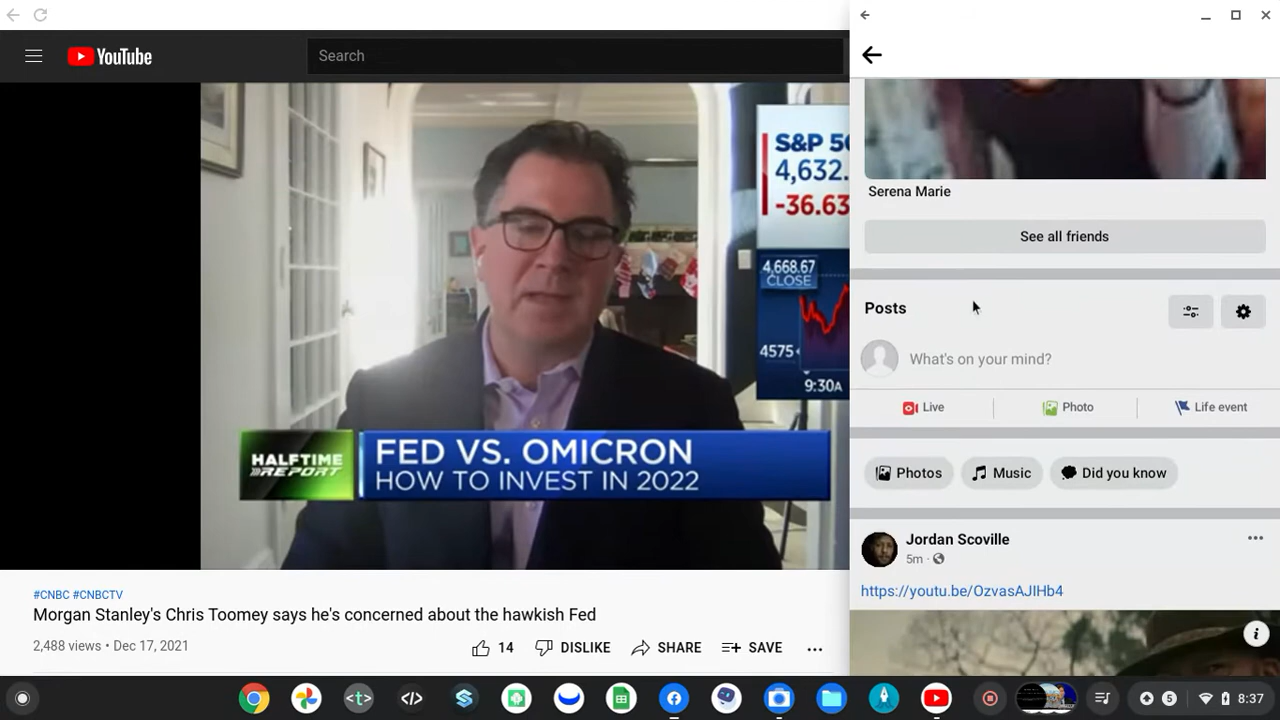 YouTube
Search
S&P 50
4,632.
-36.63
4,668.67
CLOSE
4575
9:30A
HALFTIME
REPORT
FED VS. OMICRON
HOW TO INVEST IN 2022
#CNBC #CNBCTV
Morgan Stanley's Chris Toomey says he's concerned about the hawkish Fed
2,488 views • Dec 17, 2021
14
DISLIKE
SHARE
SAVE
Serena Marie
See all friends
Posts
What's on your mind?
Live
Photo
Life event
Photos
Music
Did you know
Jordan Scoville
5m
https://youtu.be/OzvasAJIHb4
5
8:37